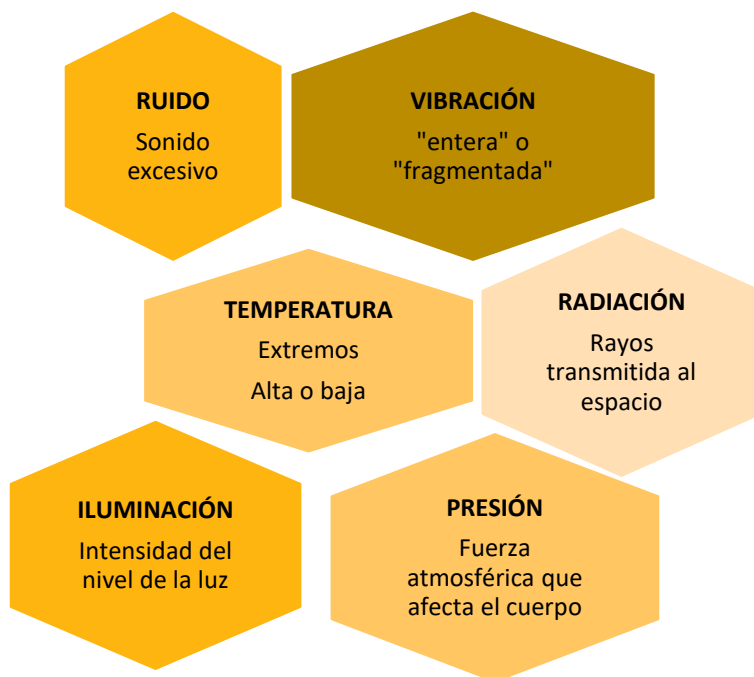 RUIDO
Sonido
excesivo
VIBRACIÓN
"entera" o
"fragmentada"
TEMPERATURA
Extremos
Alta o baja
RADIACIÓN
Rayos
transmitida al
espacio
ILUMINACIÓN
Intensidad del
nivel de la luz
PRESIÓN
Fuerza
atmosférica que
afecta el cuerpo